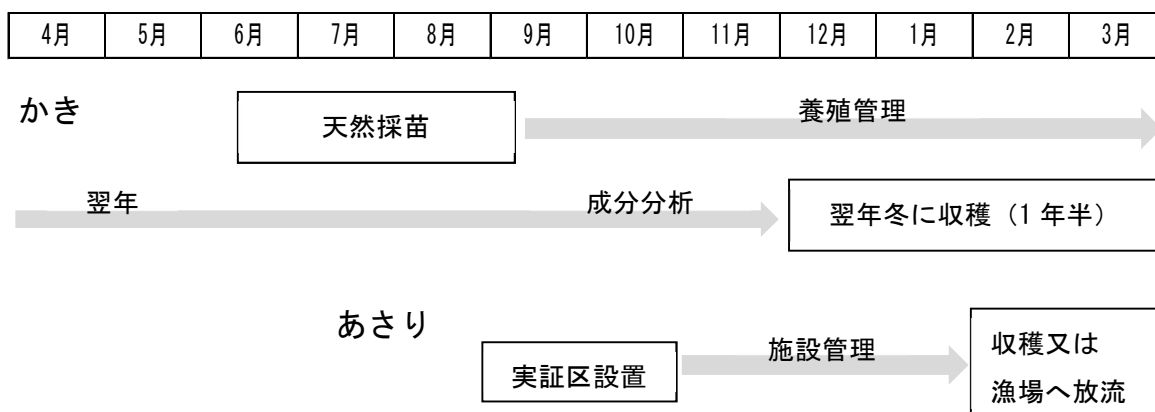 4月 5月 6月 7月 8月 9月 10月 11月 12月 1月 2月 3月
かき
天然採苗
養殖管理
翌年
成分分析
翌年冬に収穫（1 年半）
あさり
実証区設置
施設管理
収穫又は
漁場へ放流